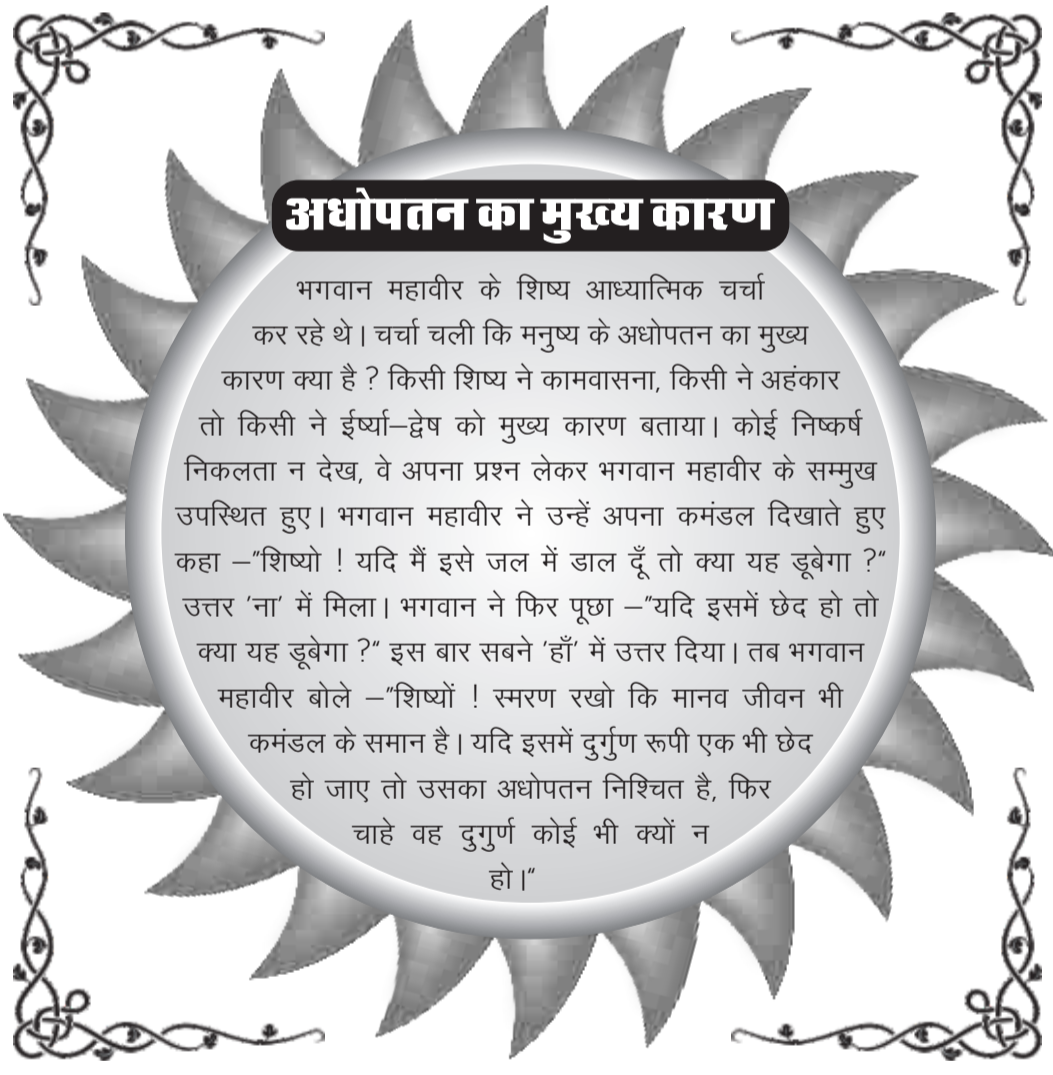 अधोपतन का मुख्य कारण
भगवान महावीर के शिष्य आध्यात्मिक चर्चा
कर रहे थे। चर्चा चली कि मनुष्य के अधोपतन का मुख्य
कारण क्या है ? किसी शिष्य ने कामवासना, किसी ने अहंकार
तो किसी ने ईर्ष्या–द्वेष को मुख्य कारण बताया। कोई निष्कर्ष
निकलता न देख, वे अपना प्रश्न लेकर भगवान महावीर के सम्मुख
उपस्थित हुए। भगवान महावीर ने उन्हें अपना कमंडल दिखाते हुए
कहा –"शिष्यो ! यदि मैं इसे जल में डाल दूँ तो क्या यह डूबेगा ?"
उत्तर 'ना' में मिला। भगवान ने फिर पूछा –"यदि इसमें छेद हो तो
क्या यह डूबेगा ?" इस बार सबने 'हाँ' में उत्तर दिया। तब भगवान
महावीर बोले –"शिष्यों ! स्मरण रखो कि मानव जीवन भी
कमंडल के समान है। यदि इसमें दुर्गुण रूपी एक भी छेद
हो जाए तो उसका अधोपतन निश्चित है, फिर
चाहे वह दुगुर्ण कोई भी क्यों न
हो।"